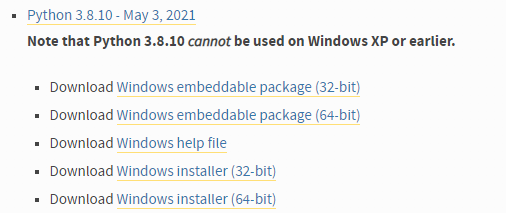 Python 3.8.10 - May 3, 2021
Note that Python 3.8.10 cannot be used on Windows XP or earlier.
Download Windows embeddable package (32-bit)
Download Windows embeddable package (64-bit)
Download Windows help file
Download Windows installer (32-bit)
Download Windows installer (64-bit)